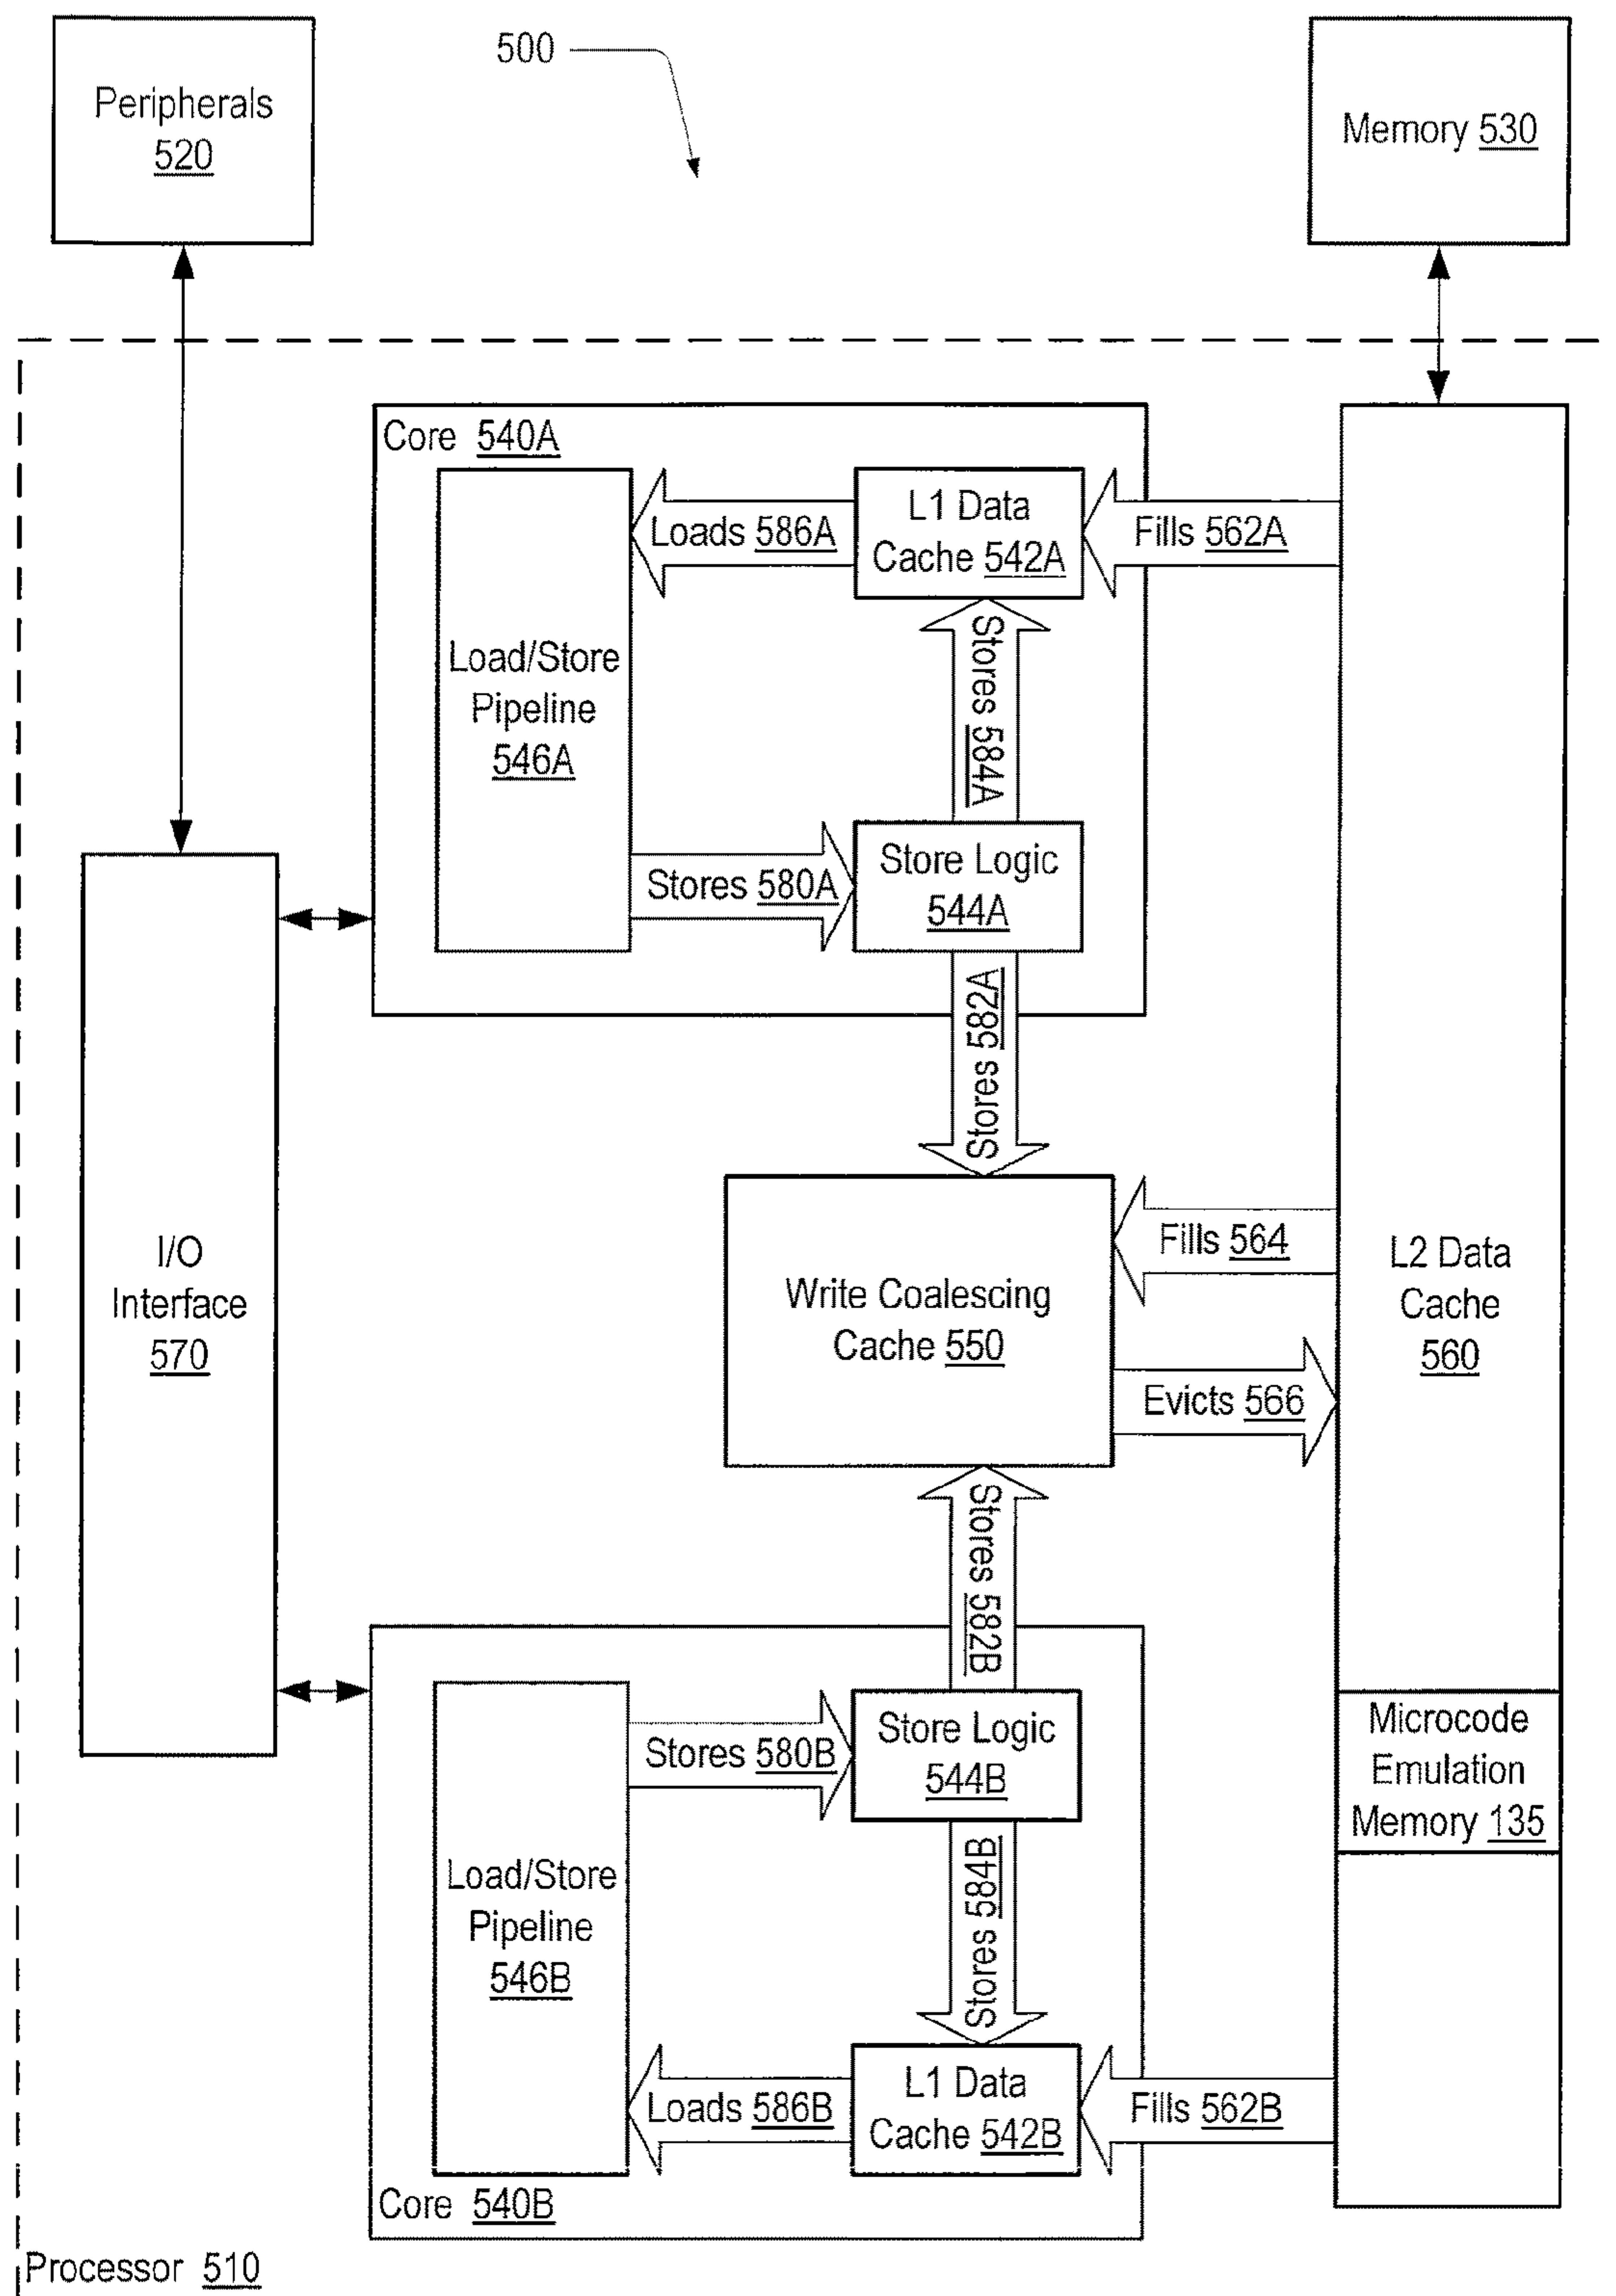 Peripherals
520
500
Memory 530
Core 540A
L1 Data
Cache 542A
Loads 586A
Fills 562A
Load/Store
Pipeline
546A
Stores 584A
Store Logic
544A
Stores 580A
Stores 582A
I/O
Interface
570
Write Coalescing
Cache 550
Fills 564
Evicts 566
L2 Data
Cache
560
Stores 582B
Store Logic
544B
Stores 580B
Microcode
Emulation
Memory 135
Load/Store
Pipeline
546B
Stores 584B
L1 Data
Cache 542B
Loads 586B
Fills 562B
Core 540B
Processor 510